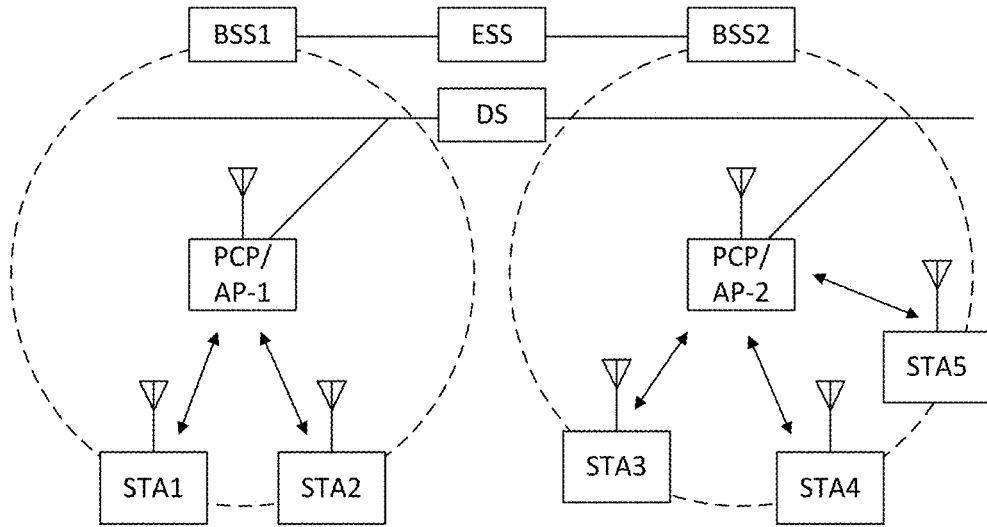 BSS1
ESS
BSS2
DS
PCP/
AP-1
PCP/
AP-2
STA1
STA2
STA3
STA4
STA5